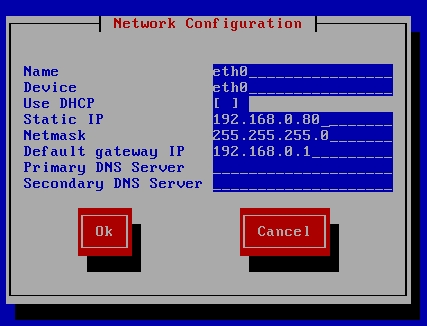 Network Configuration
Name eth0________________
Device eth0________________
Use DHCP [ ]
Static IP 192.168.0.80_______
Netmask 255.255.255.0_______
Default gateway IP 192.168.0.1_________
Primary DNS Server ____________________
Secondary DNS Server ____________________
Ok Cancel